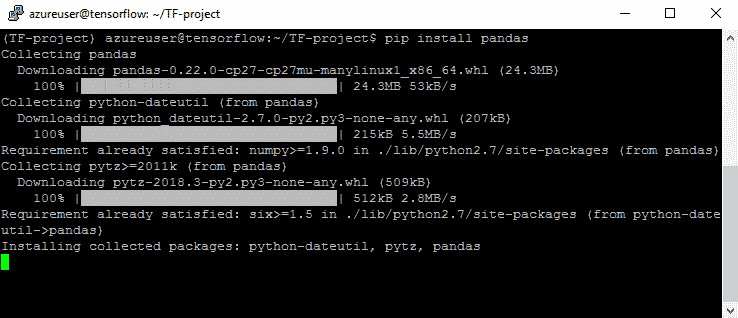 azureuser@tensorflow: ~/TF-project
(TF-project) azureuser@tensorflow:~/TF-project$ pip install pandas
Collecting pandas
  Downloading pandas-0.22.0-cp27-cp27mu-manylinux1_x86_64.whl (24.3MB)
    100% |████████████████████████████████| 24.3MB 53kB/s
Collecting python-dateutil (from pandas)
  Downloading python_dateutil-2.7.0-py2.py3-none-any.whl (207kB)
    100% |████████████████████████████████| 215kB 5.5MB/s
Requirement already satisfied: numpy>=1.9.0 in ./lib/python2.7/site-packages (from pandas)
Collecting pytz>=2011k (from pandas)
  Downloading pytz-2018.3-py2.py3-none-any.whl (509kB)
    100% |████████████████████████████████| 512kB 2.8MB/s
Requirement already satisfied: six>=1.5 in ./lib/python2.7/site-packages (from python-date
util->pandas)
Installing collected packages: python-dateutil, pytz, pandas